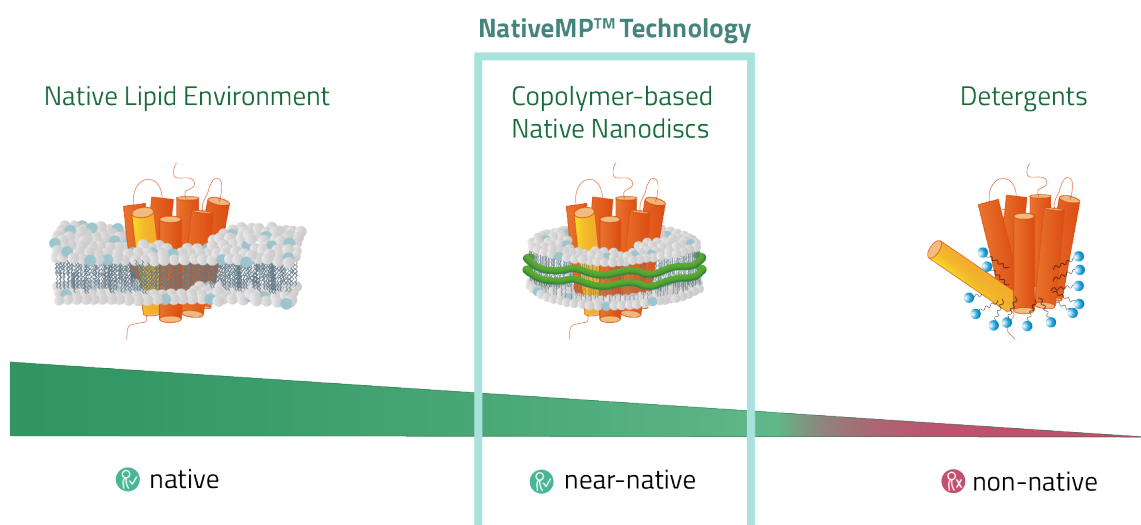 NativeMP™ Technology
Native Lipid Environment
Copolymer-based
Native Nanodiscs
Detergents
native
near-native
non-native